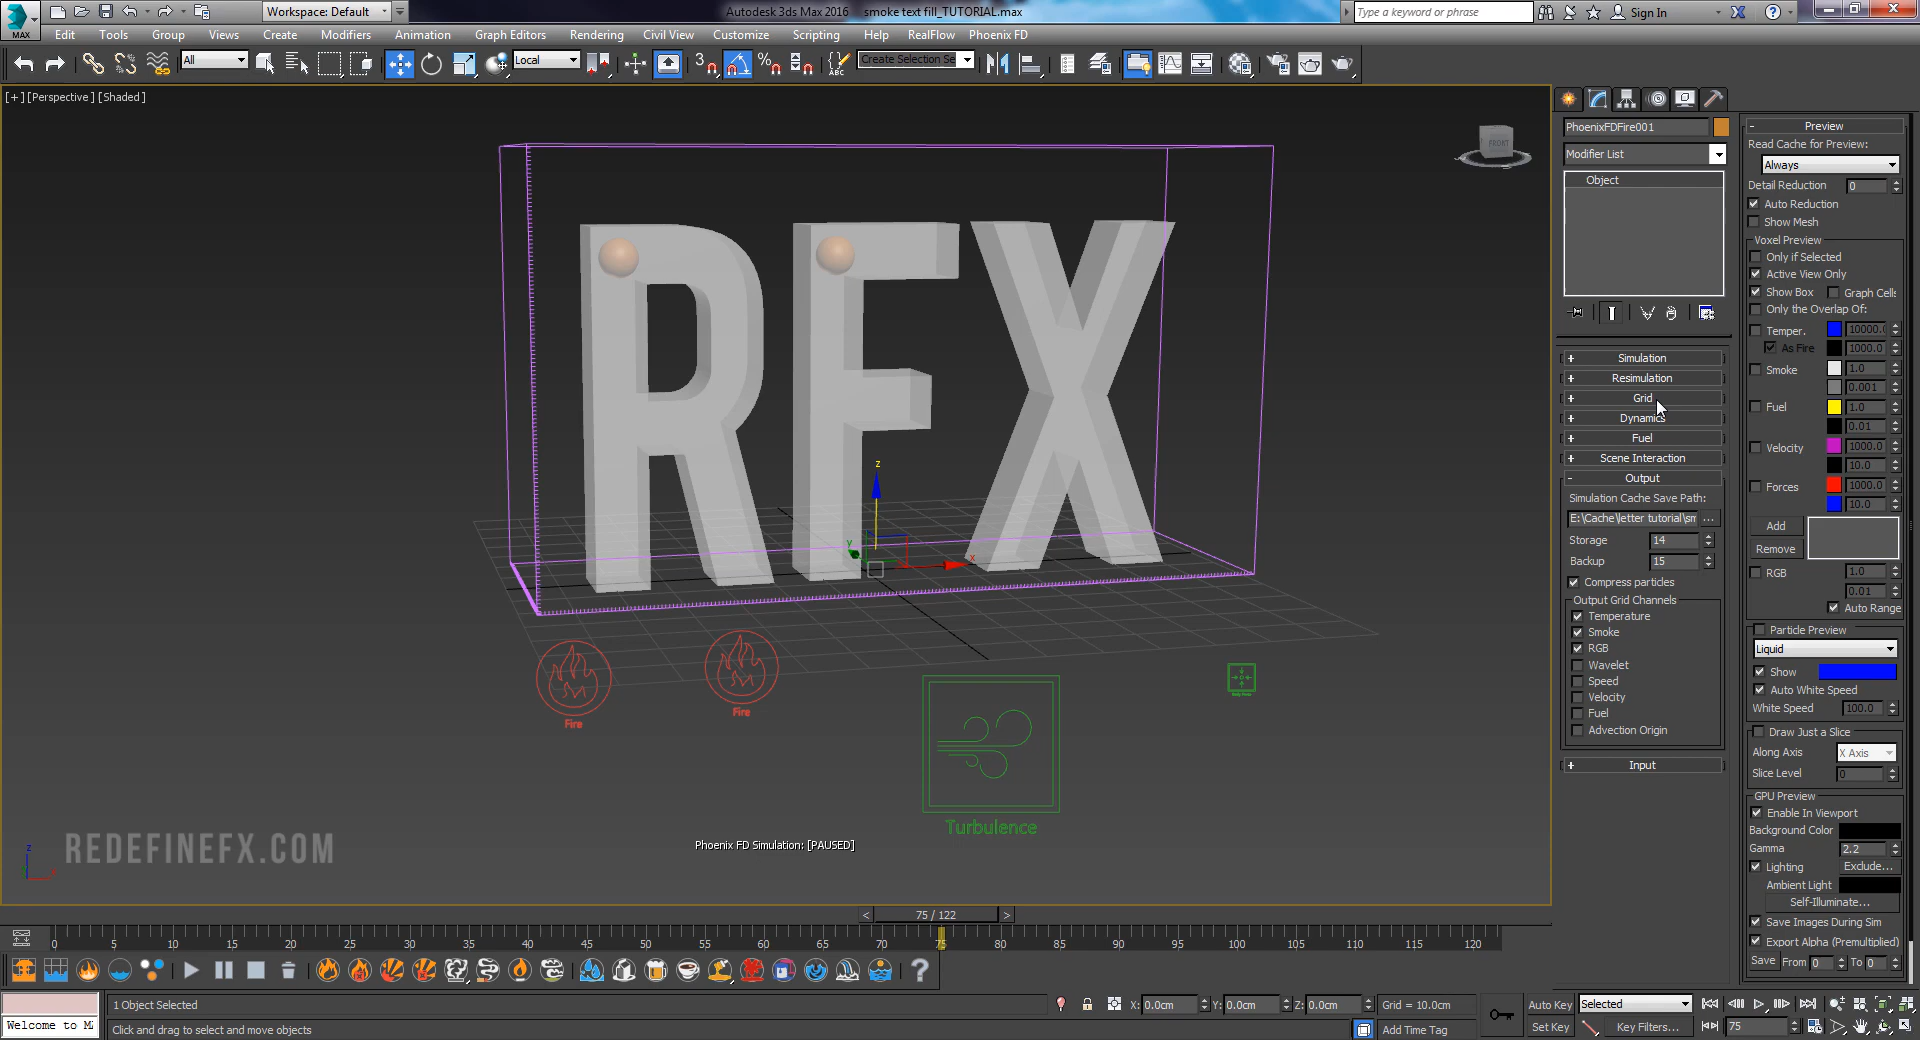 Workspace: Default
Autodesk 3ds Max 2016 smoke text fill_TUTORIAL.max
Type a keyword or phrase
Sign In
MAX
Edit Tools Group Views Create Modifiers Animation Graph Editors Rendering Civil View Customize Scripting Help RealFlow Phoenix FD
All
Local
3
ABC
Create Selection Se
[+] [Perspective] [Shaded]
FRONT
RFX
z
y
x
Fire
Fire
Turbulence
REDEFINEFX.COM
z
Phoenix FD Simulation: [PAUSED]
PhoenixFDFire001
Modifier List
Object
+ Simulation
+ Resimulation
+ Grid
+ Dynamics
+ Fuel
+ Scene Interaction
- Output
Simulation Cache Save Path:
E:\Cache\letter tutorial\sm ...
Storage 14
Backup 15
Compress particles
Output Grid Channels
Temperature
Smoke
RGB
Wavelet
Speed
Velocity
Fuel
Advection Origin
+ Input
- Preview
Read Cache for Preview:
Always
Detail Reduction 0
Auto Reduction
Show Mesh
Voxel Preview
Only if Selected
Active View Only
Show Box Graph Cells
Only the Overlap Of:
Temper. 10000.
As Fire 1000.0
Smoke 1.0
0.001
Fuel 1.0
0.01
Velocity 1000.0
10.0
Forces 1000.0
10.0
Add
Remove
RGB 1.0
0.01
Auto Range
Particle Preview
Liquid
Show
Auto White Speed
White Speed 100.0
Draw Just a Slice
Along Axis X Axis
Slice Level 0
GPU Preview
Enable In Viewport
Background Color
Gamma 2.2
Lighting Exclude...
Ambient Light
Self-Illuminate...
Save Images During Sim
Export Alpha (Premultiplied)
Save From 0 To 0
< 75 / 122 >
0 5 10 15 20 25 30 35 40 45 50 55 60 65 70 75 80 85 90 95 100 105 110 115 120
1 Object Selected
X: 0.0cm Y: 0.0cm Z: 0.0cm Grid = 10.0cm
Auto Key Selected
Welcome to M
Click and drag to select and move objects
Add Time Tag
Set Key Key Filters... 75